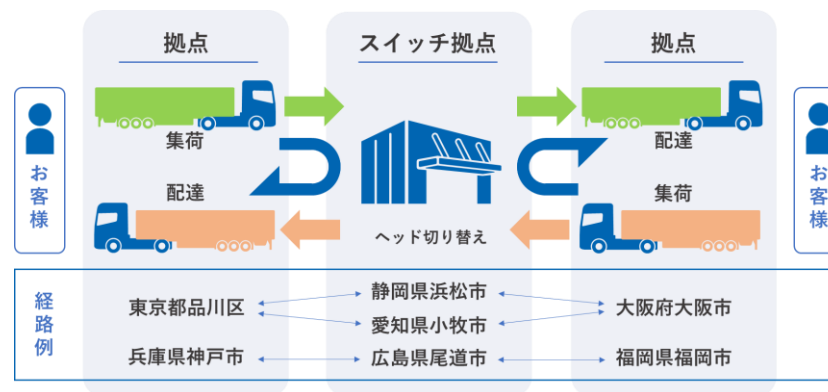 拠点
スイッチ拠点
拠点
お客様
集荷
配達
配達
集荷
お客様
ヘッド切り替え
経路例
東京都品川区
静岡県浜松市
愛知県小牧市
大阪府大阪市
兵庫県神戸市
広島県尾道市
福岡県福岡市